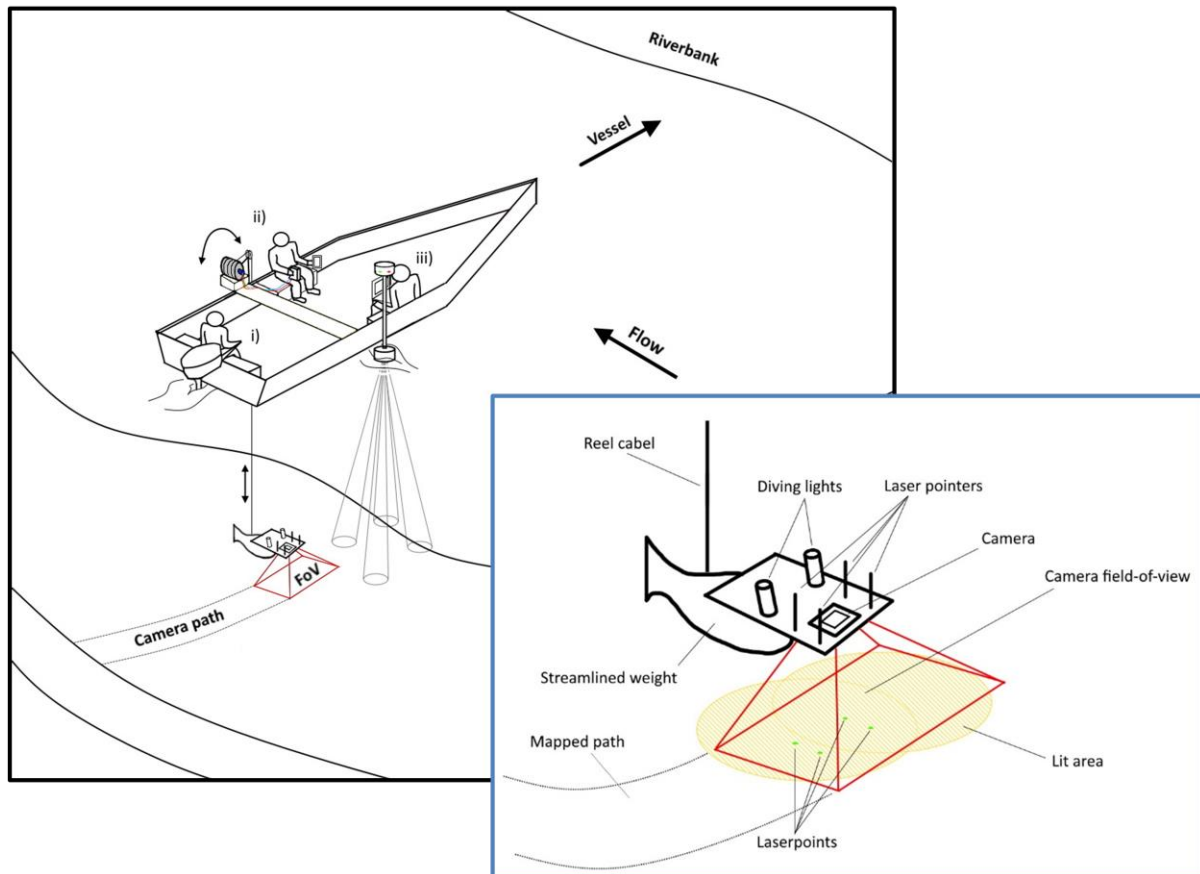 Riverbank
Vessel
ii)
iii)
i)
Flow
FoV
Camera path
Reel cabel
Diving lights
Laser pointers
Camera
Camera field-of-view
Streamlined weight
Mapped path
Lit area
Laserpoints